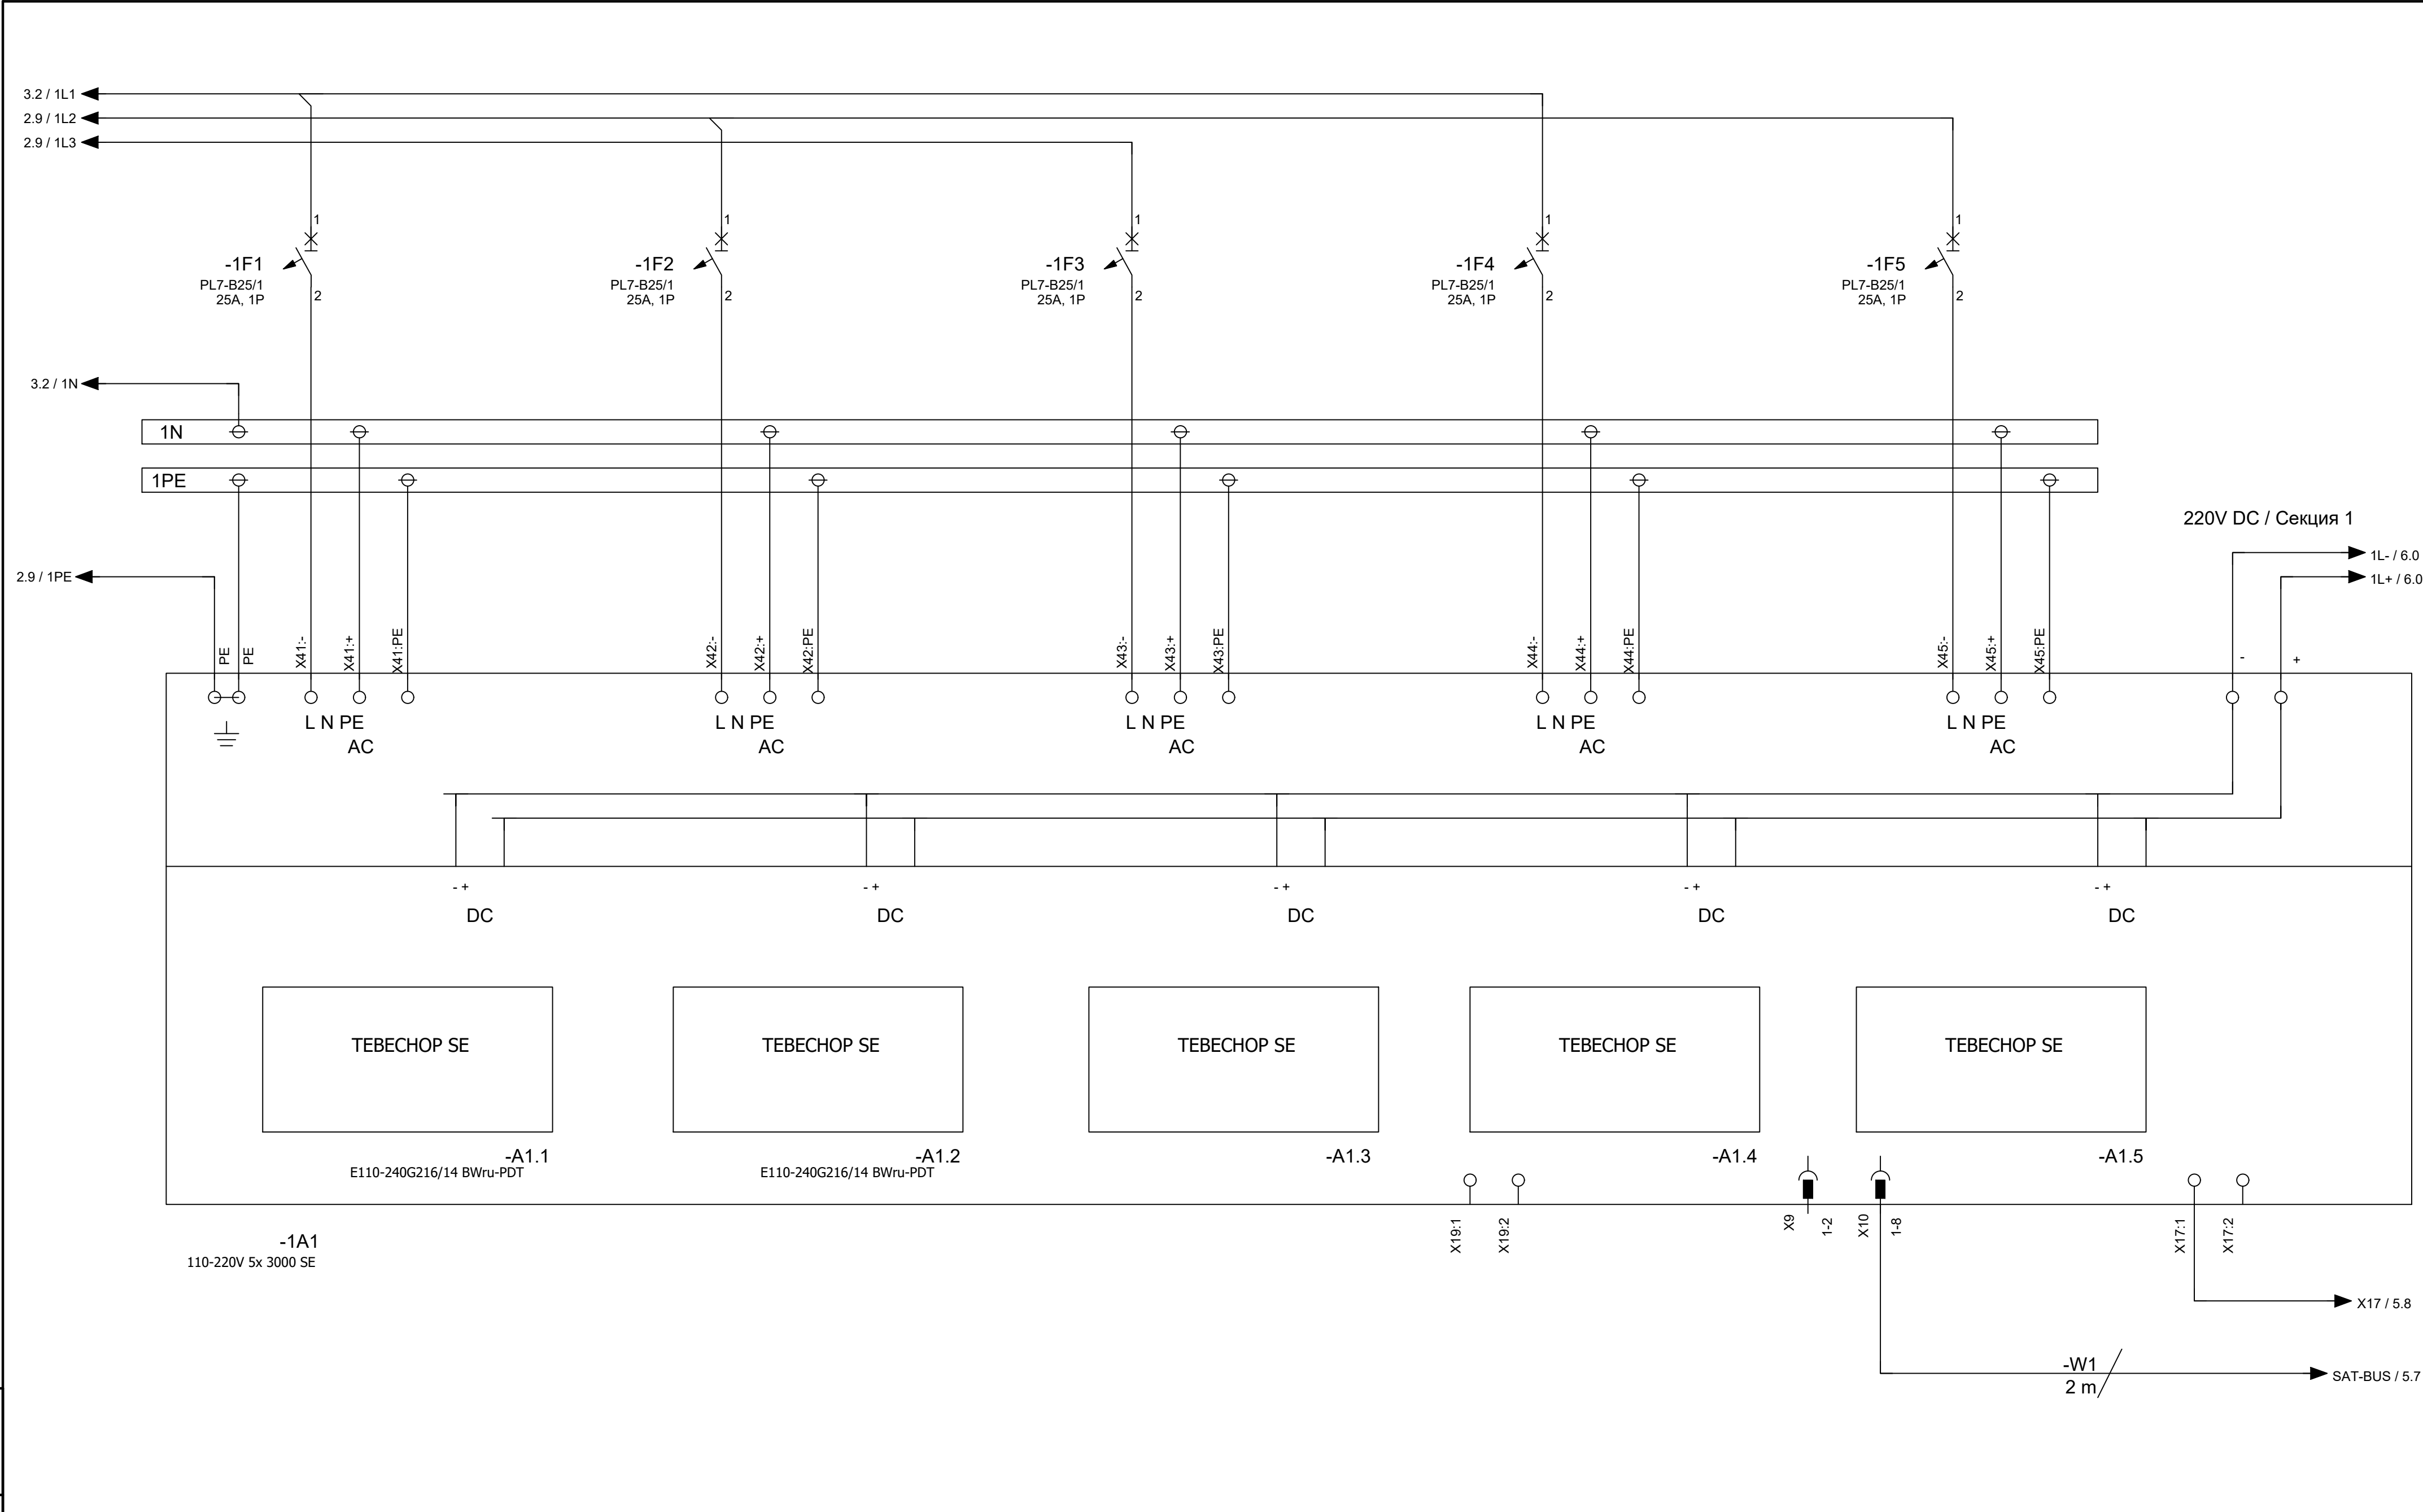 3.2 / 1L1
2.9 / 1L2
2.9 / 1L3
1
1
1
1
1
-1F1
-1F2
-1F3
-1F4
-1F5
PL7-B25/1
PL7-B25/1
PL7-B25/1
PL7-B25/1
PL7-B25/1
25A, 1P
25A, 1P
25A, 1P
25A, 1P
25A, 1P
2
2
2
2
2
3.2 / 1N
1N
1PE
220V DC / Секция 1
1L- / 6.0
1L+ / 6.0
2.9 / 1PE
PE
PE
X41:-
X41:+
X41:PE
X42:-
X42:+
X42:PE
X43:-
X43:+
X43:PE
X44:-
X44:+
X44:PE
X45:-
X45:+
X45:PE
-
+
L N PE
L N PE
L N PE
L N PE
L N PE
AC
AC
AC
AC
AC
- +
- +
- +
- +
- +
DC
DC
DC
DC
DC
TEBECHOP SE
TEBECHOP SE
TEBECHOP SE
TEBECHOP SE
TEBECHOP SE
-A1.1
-A1.2
-A1.3
-A1.4
-A1.5
E110-240G216/14 BWru-PDT
E110-240G216/14 BWru-PDT
X19:1
X19:2
X9
1-2
X10
1-8
X17:1
X17:2
-1A1
110-220V 5x 3000 SE
X17 / 5.8
-W1
2 m
SAT-BUS / 5.7